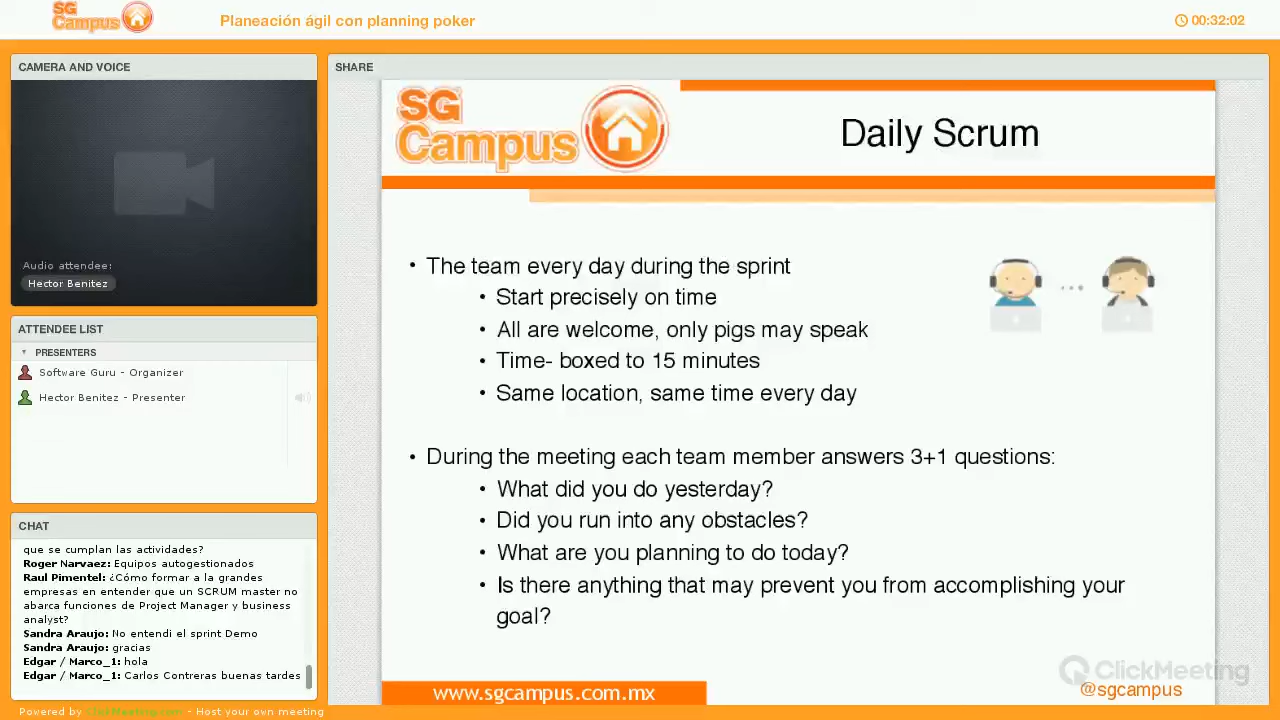 SG
Campus
Planeación ágil con planning poker
00:32:02
CAMERA AND VOICE
Audio attendee:
Hector Benitez
ATTENDEE LIST
PRESENTERS
Software Guru - Organizer
Hector Benitez - Presenter
CHAT
que se cumplan las actividades?
Roger Narvaez: Equipos autogestionados
Raul Pimentel: ¿Cómo formar a la grandes
empresas en entender que un SCRUM master no
abarca funciones de Project Manager y business
analyst?
Sandra Araujo: No entendi el sprint Demo
Sandra Araujo: gracias
Edgar / Marco_1: hola
Edgar / Marco_1: Carlos Contreras buenas tardes
Powered by ClickMeeting.com - Host your own meeting
SHARE
SG
Campus
Daily Scrum
• The team every day during the sprint
• Start precisely on time
• All are welcome, only pigs may speak
• Time- boxed to 15 minutes
• Same location, same time every day
• During the meeting each team member answers 3+1 questions:
• What did you do yesterday?
• Did you run into any obstacles?
• What are you planning to do today?
• Is there anything that may prevent you from accomplishing your
goal?
ClickMeeting
www.sgcampus.com.mx
@sgcampus